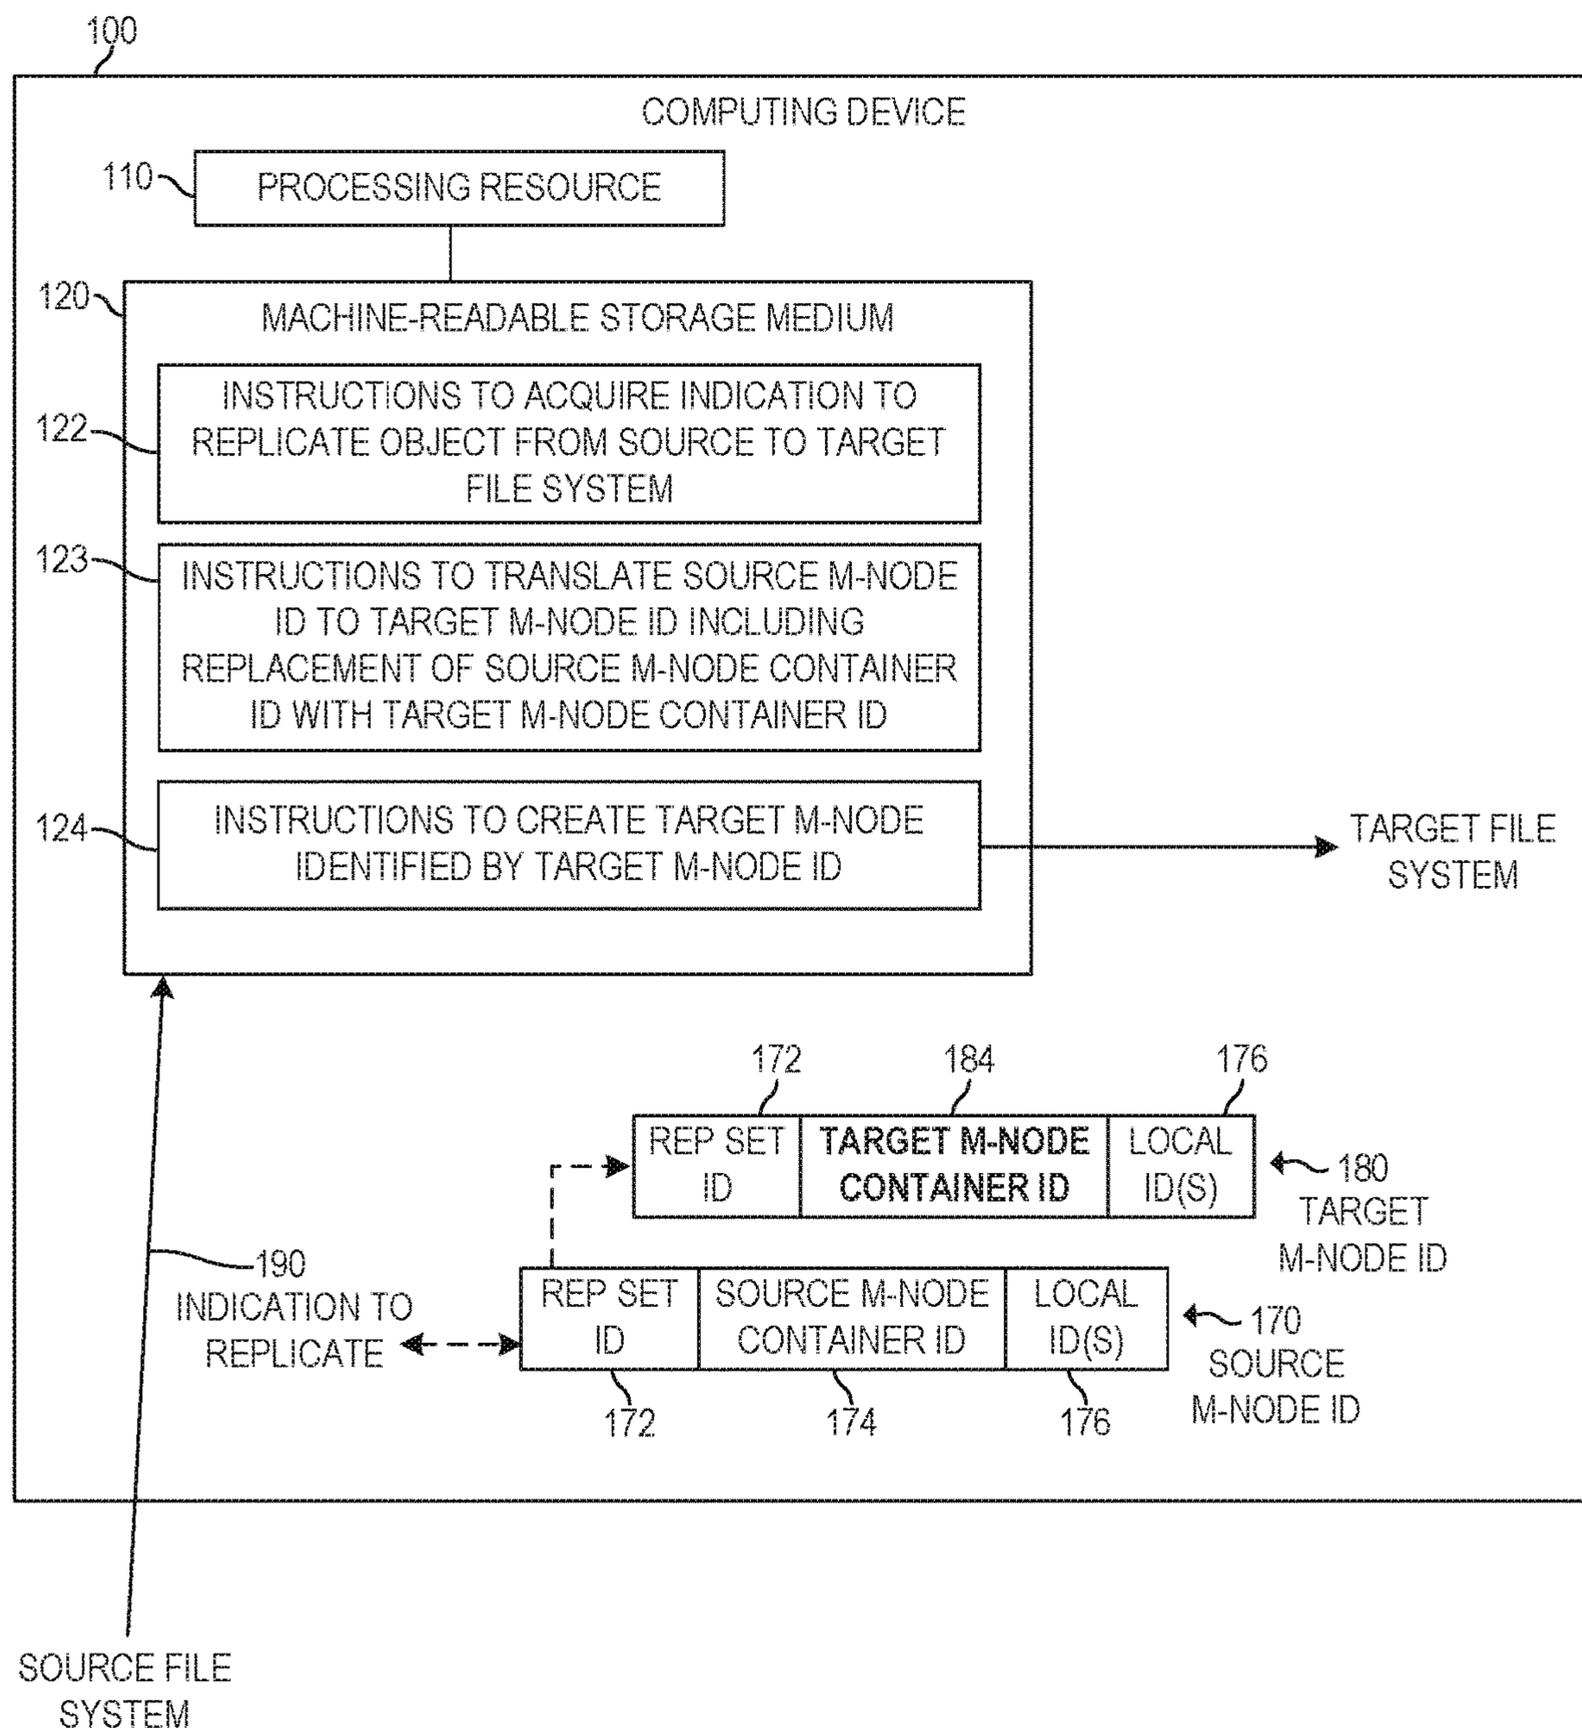 100
COMPUTING DEVICE
110
PROCESSING RESOURCE
120
MACHINE-READABLE STORAGE MEDIUM
122
INSTRUCTIONS TO ACQUIRE INDICATION TO
REPLICATE OBJECT FROM SOURCE TO TARGET
FILE SYSTEM
123
INSTRUCTIONS TO TRANSLATE SOURCE M-NODE
ID TO TARGET M-NODE ID INCLUDING
REPLACEMENT OF SOURCE M-NODE CONTAINER
ID WITH TARGET M-NODE CONTAINER ID
124
INSTRUCTIONS TO CREATE TARGET M-NODE
IDENTIFIED BY TARGET M-NODE ID
TARGET FILE
SYSTEM
172
184
176
REP SET
ID
TARGET M-NODE
CONTAINER ID
LOCAL
ID(S)
180
TARGET
M-NODE ID
190
INDICATION TO
REPLICATE
REP SET
ID
SOURCE M-NODE
CONTAINER ID
LOCAL
ID(S)
170
SOURCE
M-NODE ID
172
174
176
SOURCE FILE
SYSTEM